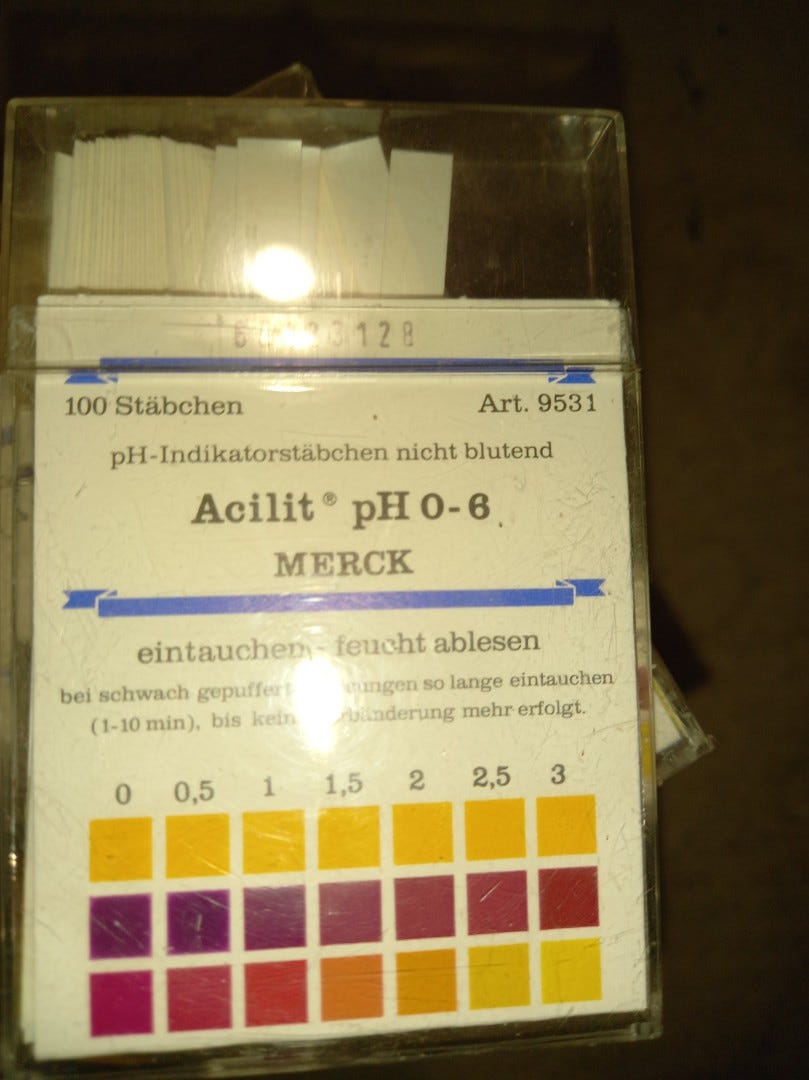 100 Stäbchen Art. 9531
pH-Indikatorstäbchen nicht blutend
Acilit® pH 0-6
MERCK
eintauchen - feucht ablesen
bei schwach so lange eintauchen
(1-10 min), bis mehr erfolgt.
0 0,5 1 1,5 2 2,5 3